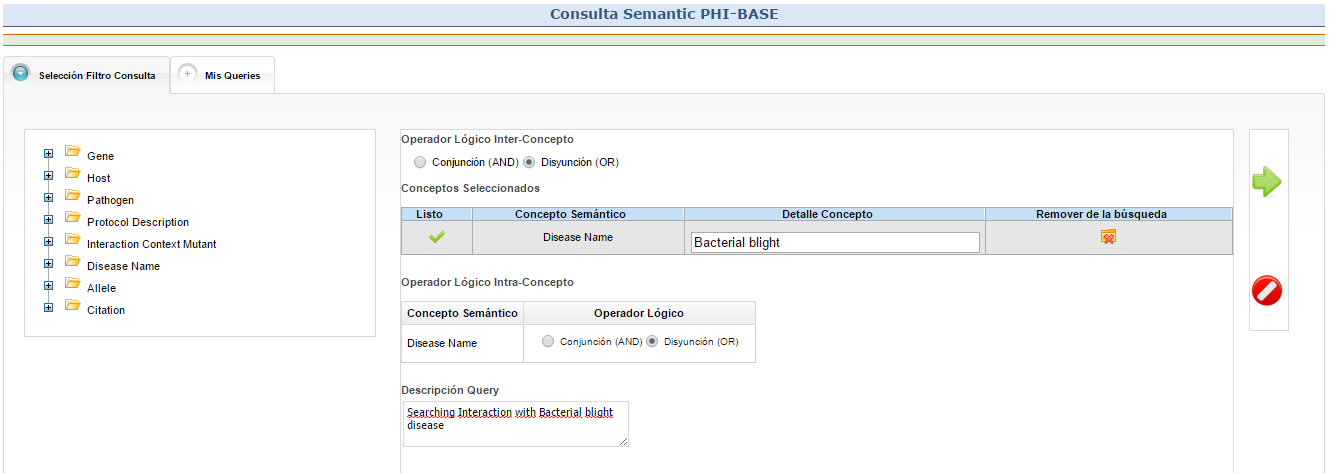 Consulta Semantic PHI-BASE
Selección Filtro Consulta
Mis Queries
Gene
Host
Pathogen
Protocol Description
Interaction Context Mutant
Disease Name
Allele
Citation
Operador Lógico Inter-Concepto
Conjunción (AND) Disyunción (OR)
Conceptos Seleccionados
Listo Concepto Semántico Detalle Concepto Remover de la búsqueda
Disease Name Bacterial blight
Operador Lógico Intra-Concepto
Concepto Semántico Operador Lógico
Disease Name Conjunción (AND) Disyunción (OR)
Descripción Query
Searching Interaction with Bacterial blight
disease